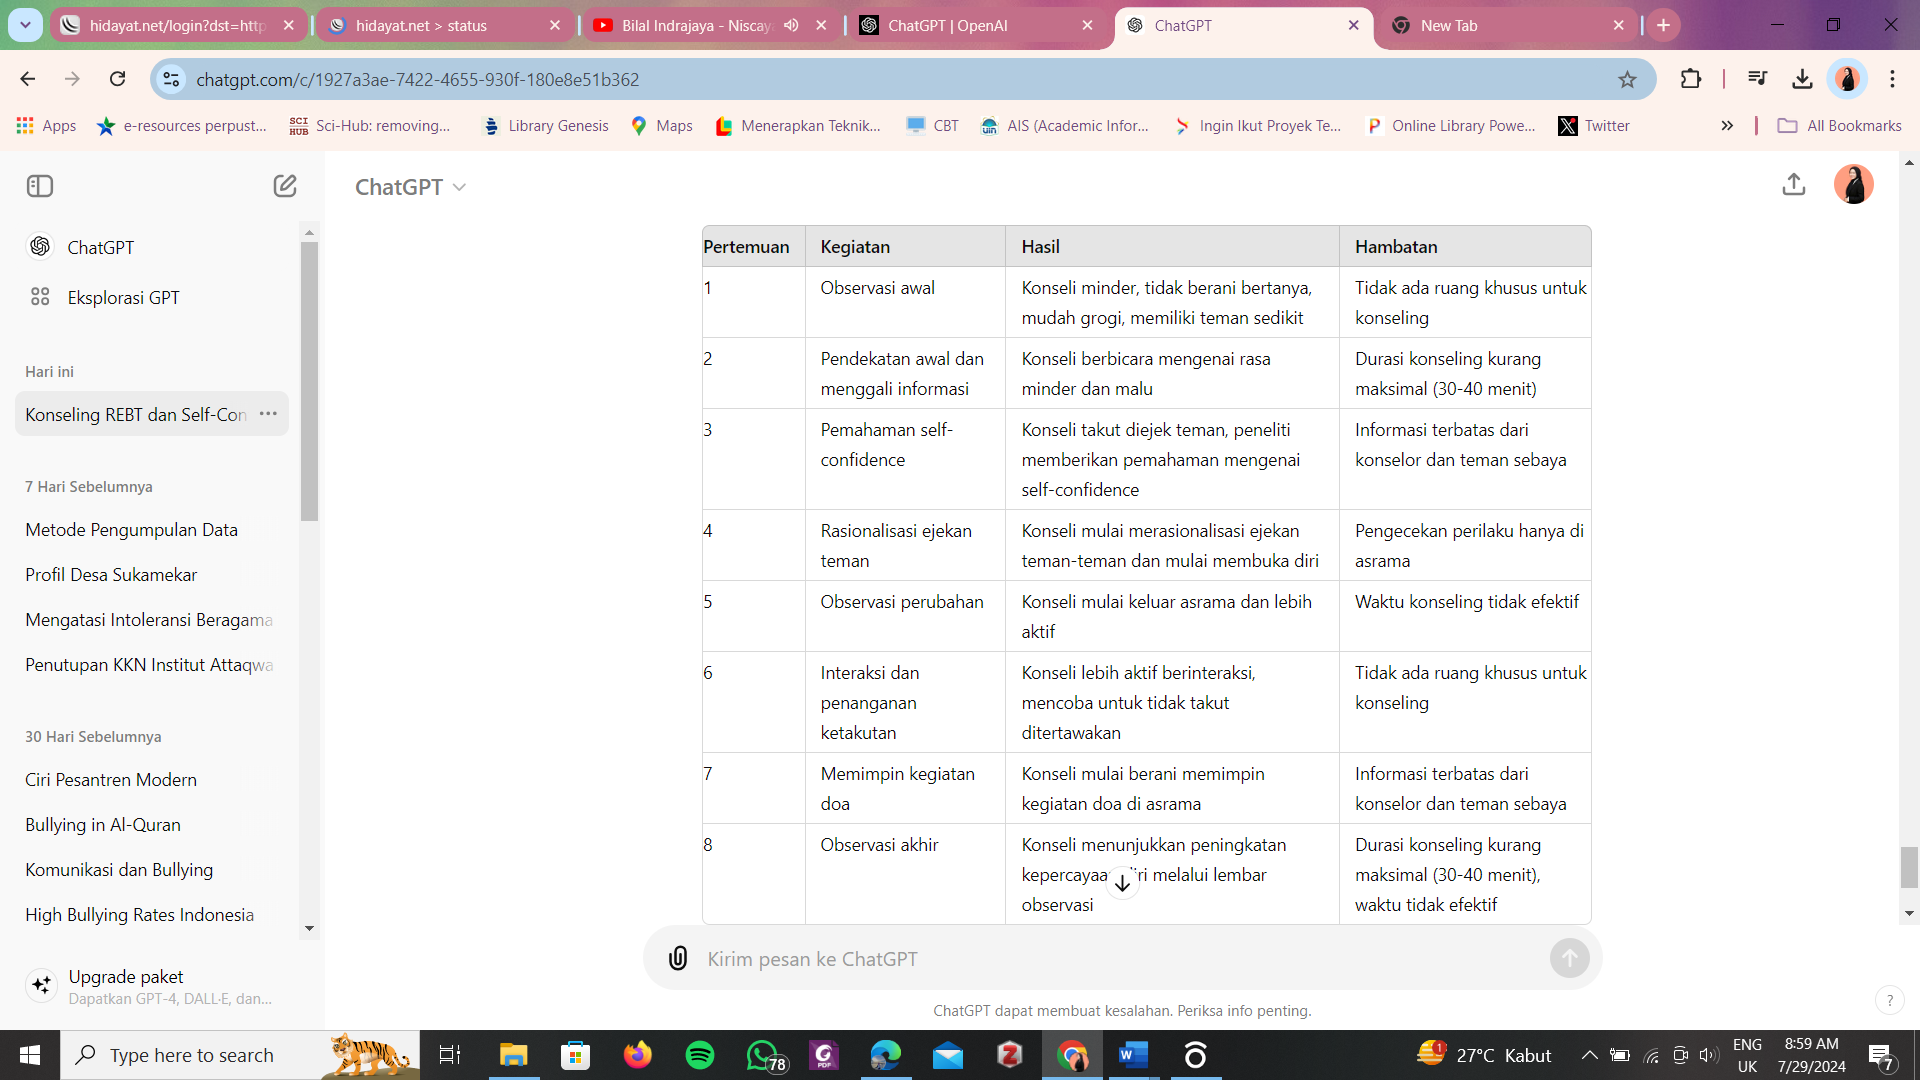 hidayat.net/login?dst=http
hidayat.net > status
Bilal Indrajaya - Niscaya
ChatGPT | OpenAI
ChatGPT
New Tab
chatgpt.com/c/1927a3ae-7422-4655-930f-180e8e51b362
Apps
e-resources perpust...
SCI HUB
Sci-Hub: removing...
Library Genesis
Maps
Menerapkan Teknik...
CBT
uin
AIS (Academic Infor...
Ingin Ikut Proyek Te...
Online Library Powe...
Twitter
All Bookmarks
ChatGPT
ChatGPT
Eksplorasi GPT
Hari ini
Konseling REBT dan Self-Con
7 Hari Sebelumnya
Metode Pengumpulan Data
Profil Desa Sukamekar
Mengatasi Intoleransi Beragama
Penutupan KKN Institut Attaqwa
30 Hari Sebelumnya
Ciri Pesantren Modern
Bullying in Al-Quran
Komunikasi dan Bullying
High Bullying Rates Indonesia
Upgrade paket
Dapatkan GPT-4, DALL·E, dan...
Pertemuan Kegiatan Hasil Hambatan
1 Observasi awal Konseli minder, tidak berani bertanya, Tidak ada ruang khusus untuk
mudah grogi, memiliki teman sedikit konseling
2 Pendekatan awal dan Konseli berbicara mengenai rasa Durasi konseling kurang
menggali informasi minder dan malu maksimal (30-40 menit)
3 Pemahaman self- Konseli takut diejek teman, peneliti Informasi terbatas dari
confidence memberikan pemahaman mengenai konselor dan teman sebaya
self-confidence
4 Rasionalisasi ejekan Konseli mulai merasionalisasi ejekan Pengecekan perilaku hanya di
teman teman-teman dan mulai membuka diri asrama
5 Observasi perubahan Konseli mulai keluar asrama dan lebih Waktu konseling tidak efektif
aktif
6 Interaksi dan Konseli lebih aktif berinteraksi, Tidak ada ruang khusus untuk
penanganan mencoba untuk tidak takut konseling
ketakutan ditertawakan
7 Memimpin kegiatan Konseli mulai berani memimpin Informasi terbatas dari
doa kegiatan doa di asrama konselor dan teman sebaya
8 Observasi akhir Konseli menunjukkan peningkatan Durasi konseling kurang
kepercayaan diri melalui lembar maksimal (30-40 menit),
observasi waktu tidak efektif
Kirim pesan ke ChatGPT
ChatGPT dapat membuat kesalahan. Periksa info penting.
?
Type here to search
78
PDF
27°C Kabut
ENG
UK
8:59 AM
7/29/2024
7